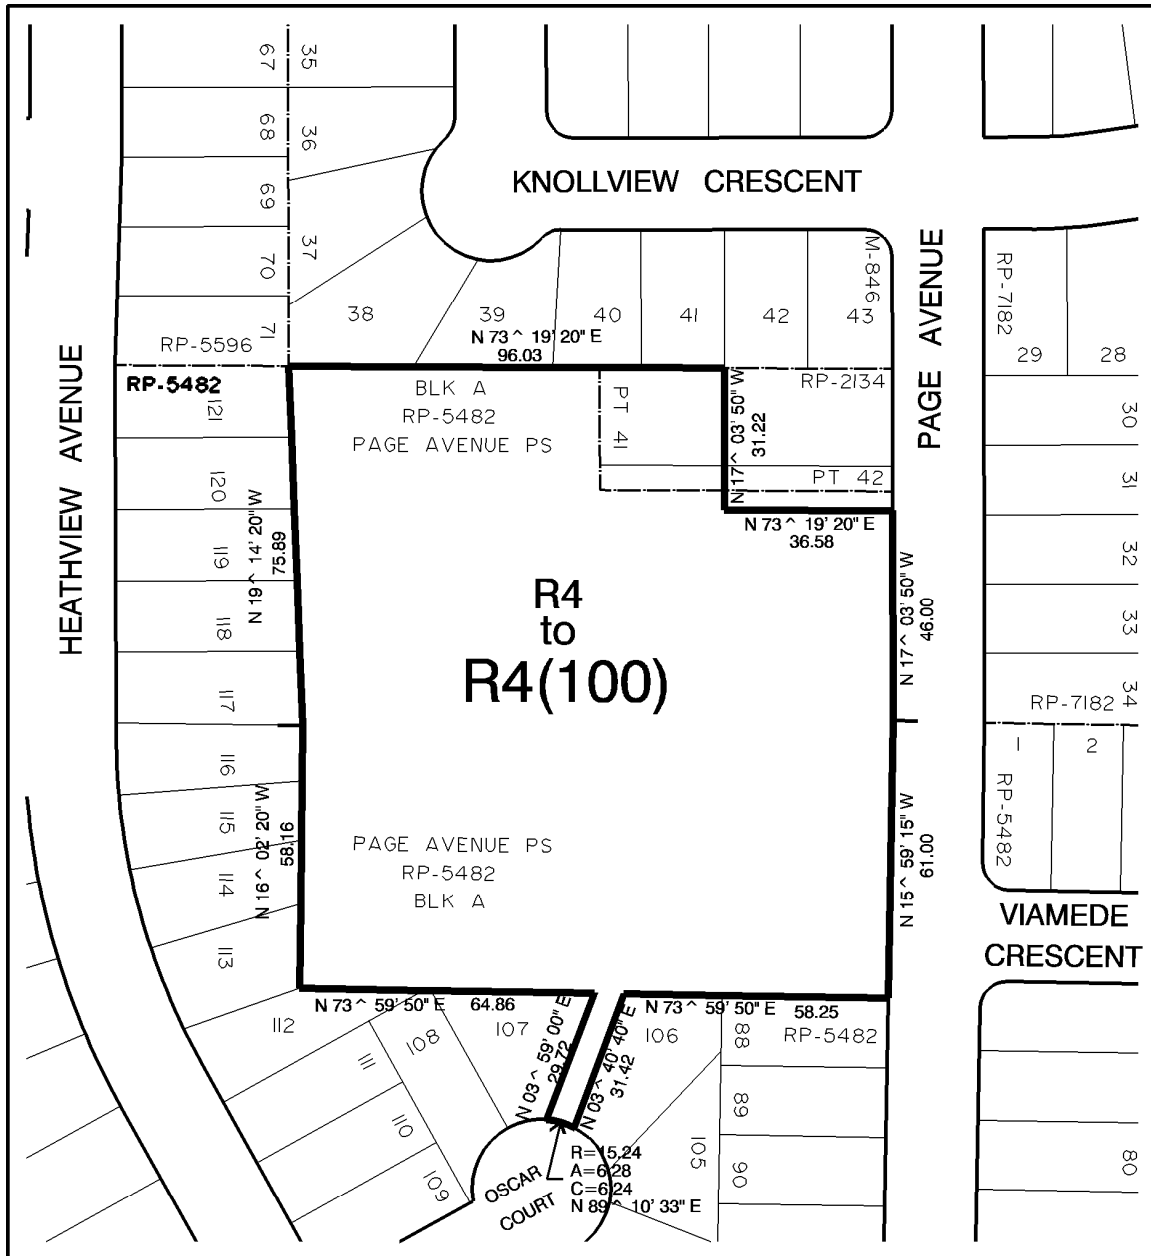 67
35
68
36
69
37
70
71
KNOLLVIEW CRESCENT
M-846
PAGE AVENUE
RP-7182
29
28
38
39
40
41
42
43
N 73 ^ 19' 20" E
96.03
RP-5596
RP-5482
HEATHVIEW AVENUE
BLK A
RP-5482
PAGE AVENUE PS
PT 41
N 17 ^ 03' 50" W
31.22
RP-2134
PT 42
N 73 ^ 19' 20" E
36.58
121
120
119
118
117
116
115
114
113
N 19 ^ 14' 20" W
75.89
N 16 ^ 02' 20" W
58.16
R4
to
R4(100)
N 17 ^ 03' 50" W
46.00
N 15 ^ 59' 15" W
61.00
30
31
32
33
34
RP-7182
1
2
RP-5482
PAGE AVENUE PS
RP-5482
BLK A
VIAMEDE
CRESCENT
N 73 ^ 59' 50" E 64.86
N 73 ^ 59' 50" E 58.25
112
111
110
109
108
107
N 03 ^ 59' 00" E
29.72
N 03 ^ 40' 40" E
31.42
106
105
88
RP-5482
89
90
80
OSCAR
COURT
R=15.24
A=6.28
C=6.24
N 89 ^ 10' 33" E